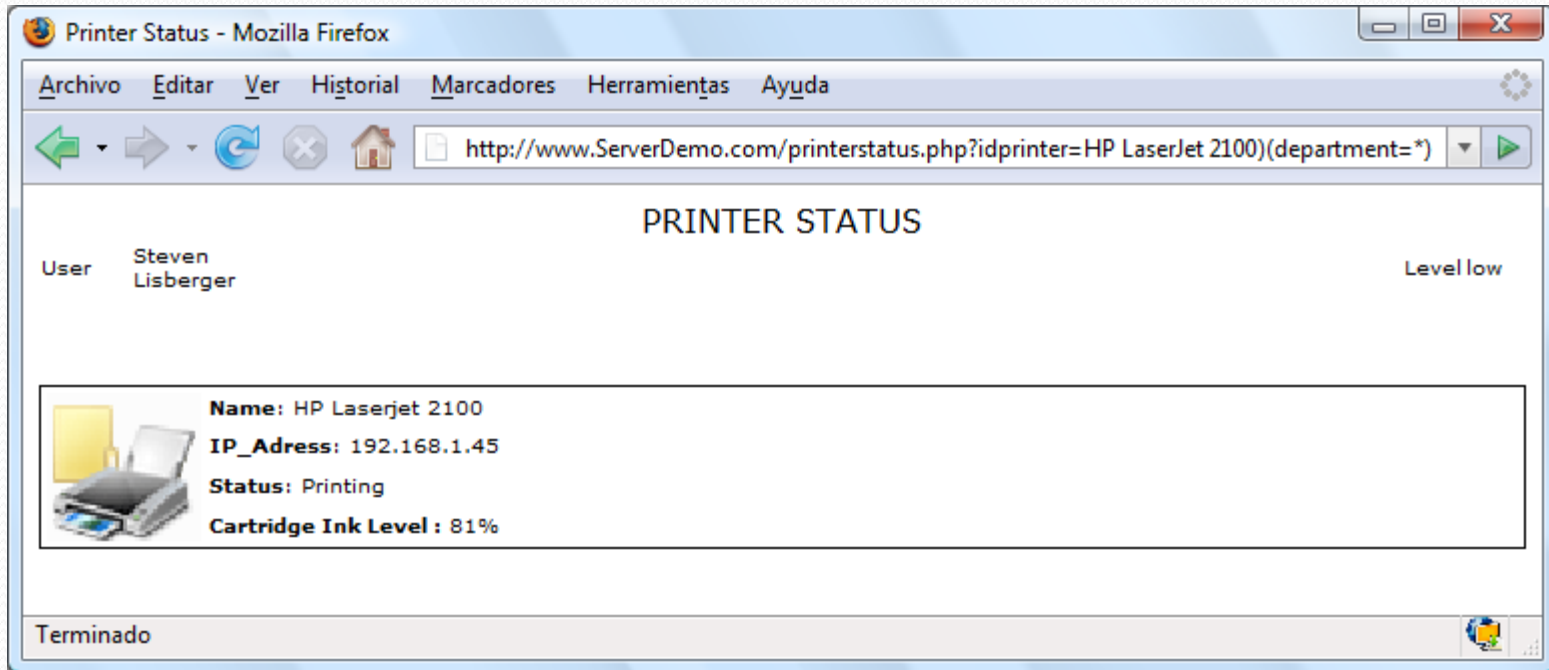 Printer Status - Mozilla Firefox
Archivo Editar Ver Historial Marcadores Herramientas Ayuda
http://www.ServerDemo.com/printerstatus.php?idprinter=HP LaserJet 2100)(department=*)
PRINTER STATUS
User
Steven
Lisberger
Level low
Name: HP Laserjet 2100
IP_Adress: 192.168.1.45
Status: Printing
Cartridge Ink Level : 81%
Terminado